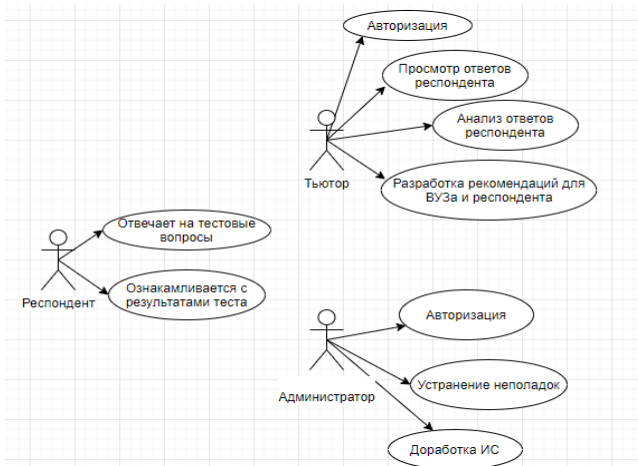 Авторизация
Просмотр ответов
респондента
Анализ ответов
респондента
Тьютор
Разработка рекомендаций для
ВУЗа и респондента
Отвечает на тестовые
вопросы
Респондент
Ознакамливается с
результатами теста
Авторизация
Администратор
Устранение неполадок
Доработка ИС